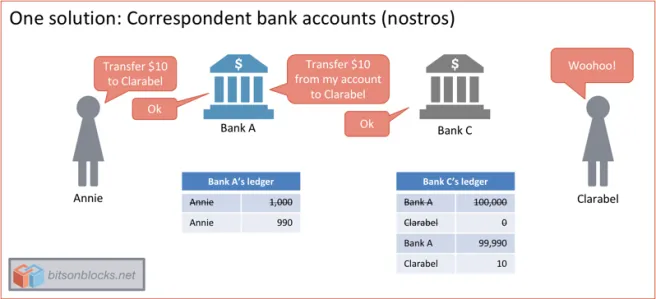 One solution: Correspondent bank accounts (nostros)
Transfer $10
to Clarabel
Ok
$
Transfer $10
from my account
to Clarabel
Ok
$
Woohoo!
Bank A
Bank C
Annie
Clarabel
Bank A's ledger
Annie 1,000
Annie 990
Bank C's ledger
Bank A 100,000
Clarabel 0
Bank A 99,990
Clarabel 10
bitsonblocks.net